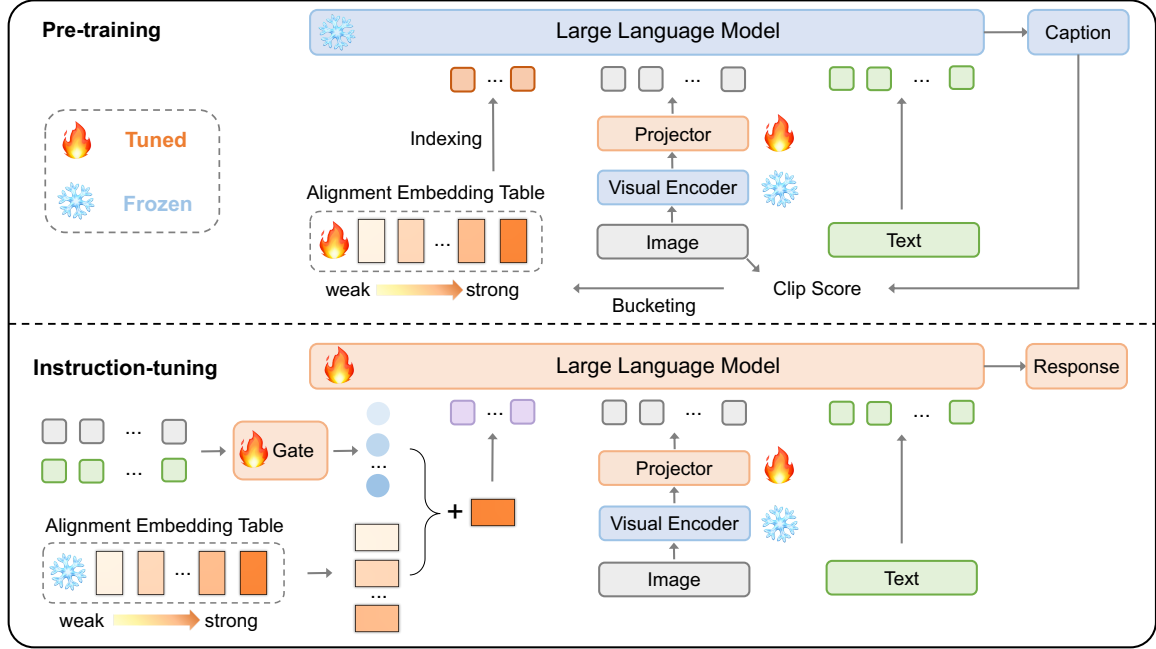 Pre-training
Large Language Model
Caption
...
...
...
Tuned
Frozen
Indexing
Projector
Visual Encoder
Alignment Embedding Table
...
Image
Text
weak
strong
Clip Score
Bucketing
Instruction-tuning
Large Language Model
Response
...
...
...
...
...
Gate
...
Projector
+
Visual Encoder
Alignment Embedding Table
...
Image
Text
...
weak
strong